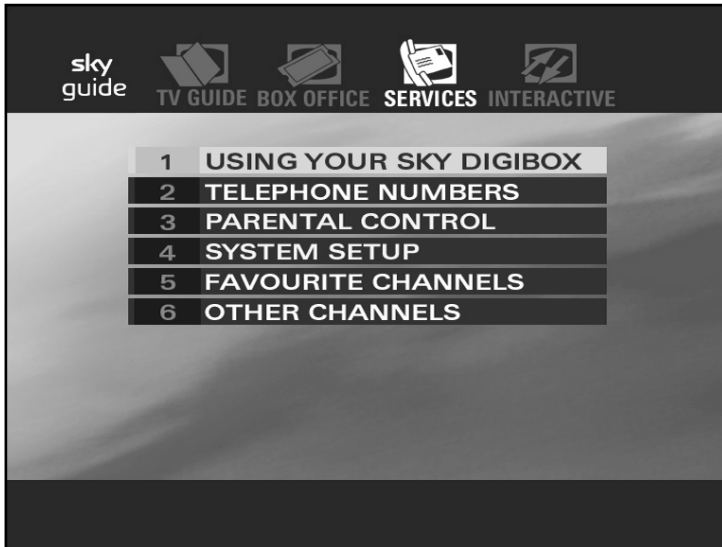 sky
guide
TV GUIDE BOX OFFICE SERVICES INTERACTIVE
1 USING YOUR SKY DIGIBOX
2 TELEPHONE NUMBERS
3 PARENTAL CONTROL
4 SYSTEM SETUP
5 FAVOURITE CHANNELS
6 OTHER CHANNELS